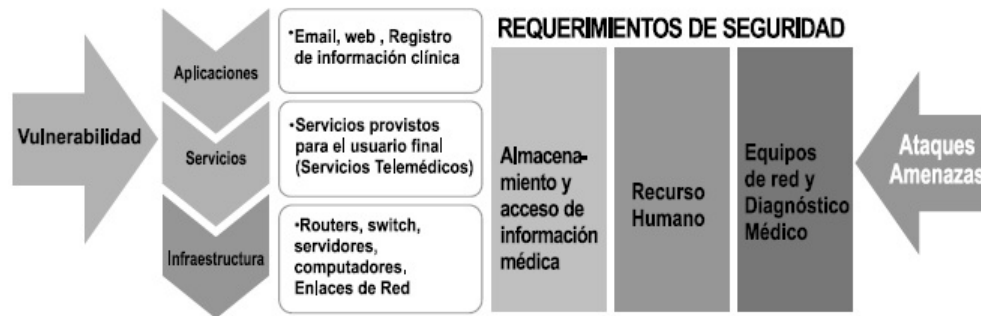 Vulnerabilidad
Aplicaciones
•Email, web , Registro
de información clínica
Servicios
•Servicios provistos
para el usuario final
(Servicios Telemédicos)
Infraestructura
•Routers, switch,
servidores,
computadores,
Enlaces de Red
REQUERIMIENTOS DE SEGURIDAD
Almacena-
miento y
acceso de
información
médica
Recurso
Humano
Equipos
de red y
Diagnóstico
Médico
Ataques
Amenazas